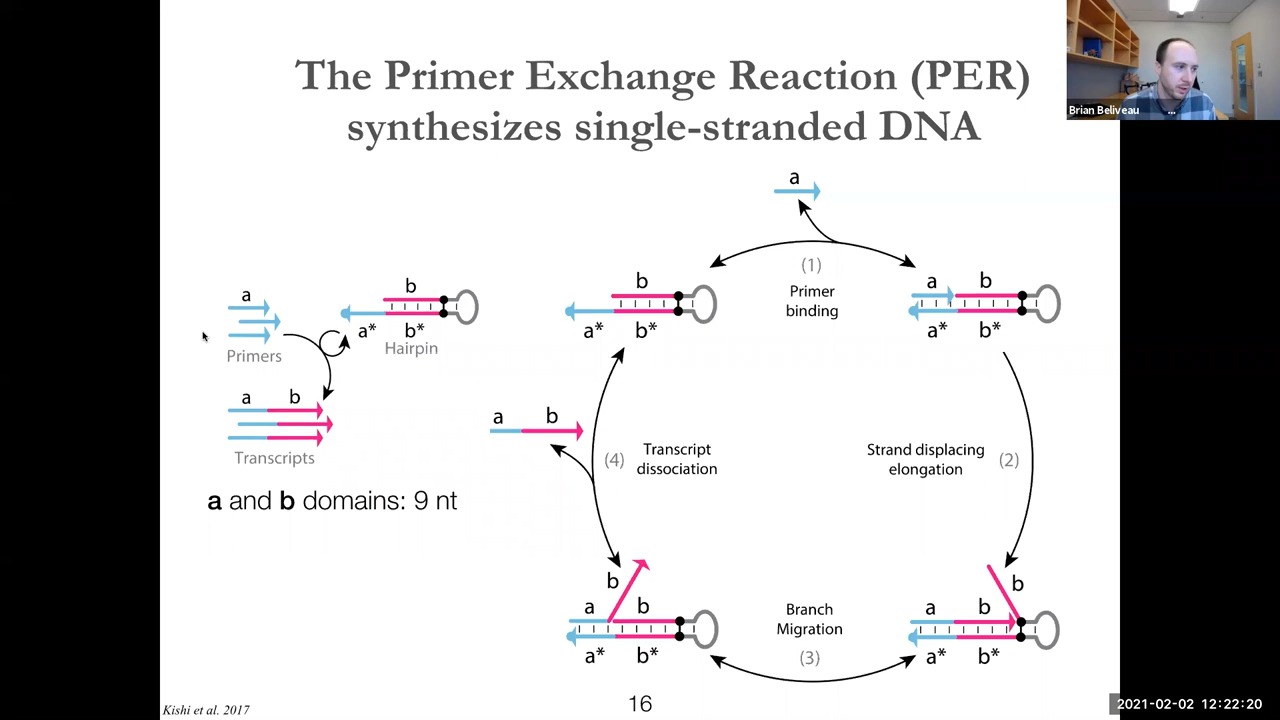 The Primer Exchange Reaction (PER)
synthesizes single-stranded DNA
Brian Beliveau
...
a
Primers
b
a*
b*
Hairpin
a
b
Transcripts
a and b domains: 9 nt
a
(1)
Primer
binding
b
a*
b*
a
b
a*
b*
Strand displacing
elongation
(2)
b
a
b
a*
b*
Branch
Migration
(3)
b
a
b
a*
b*
a
b
(4)
Transcript
dissociation
Kishi et al. 2017
16
2021-02-02 12:22:20